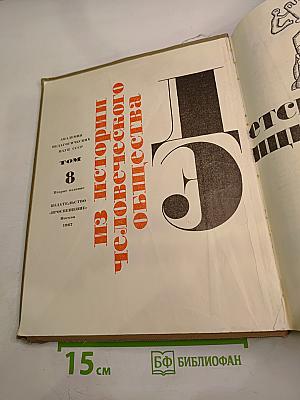 АКАДЕМИЯ
ПЕДАГОГИЧЕСКИХ
НАУК СССР
ТОМ
8
Второе издание
ИЗДАТЕЛЬСТВО
«ПРОСВЕЩЕНИЕ»
Москва
1967
ИЗ ИСТОРИИ
ЧЕЛОВЕЧЕСКОГО
ОБЩЕСТВА
ДЭ
15 см
БФ БИБЛИОФАН